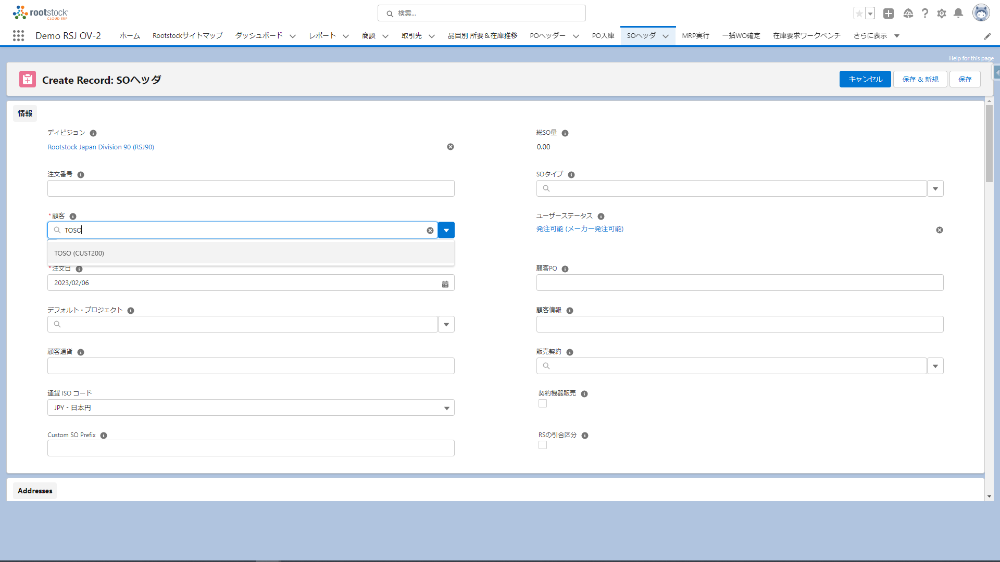 rootstock
CLOUD ERP
検索...
Demo RSJ OV-2
ホーム
Rootstockサイトマップ
ダッシュボード
レポート
商談
取引先
品目別 所要＆在庫推移
POヘッダー
PO入庫
SOヘッダ
MRP実行
一括WO確定
在庫要求ワークベンチ
さらに表示
Help for this page
Create Record: SOヘッダ
キャンセル
保存 & 新規
保存
情報
ディビジョン
総SO量
Rootstock Japan Division 90 (RSJ90)
0.00
注文番号
SOタイプ
*顧客
ユーザーステータス
TOSO
発注可能 (メーカー発注可能)
TOSO (CUST200)
*注文日
顧客PO
2023/02/06
デフォルト・プロジェクト
顧客情報
顧客通貨
販売契約
通貨 ISO コード
契約機器販売
JPY - 日本円
Custom SO Prefix
RSの引合区分
Addresses